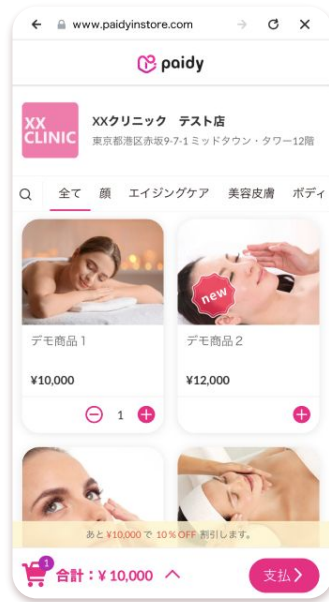 www.paidyinstore.com
paidy
XX
CLINIC
XXクリニック テスト店
東京都港区赤坂9-7-1 ミッドタウン・タワー12階
全て 顔 エイジングケア 美容皮膚 ボディ
new
デモ商品1
デモ商品2
¥10,000
¥12,000
1
あと ¥10,000 で 10% OFF 割引します。
1
合計：¥ 10,000
支払